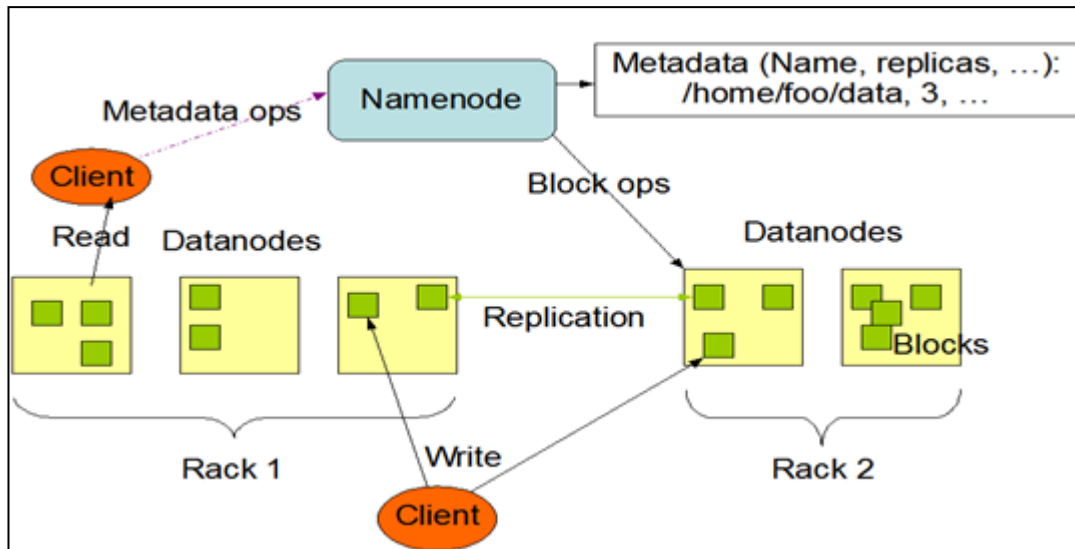 Metadata (Name, replicas, …):
/home/foo/data, 3, …
Namenode
Metadata ops
Client
Block ops
Read
Datanodes
Datanodes
Replication
Blocks
Rack 1
Write
Rack 2
Client